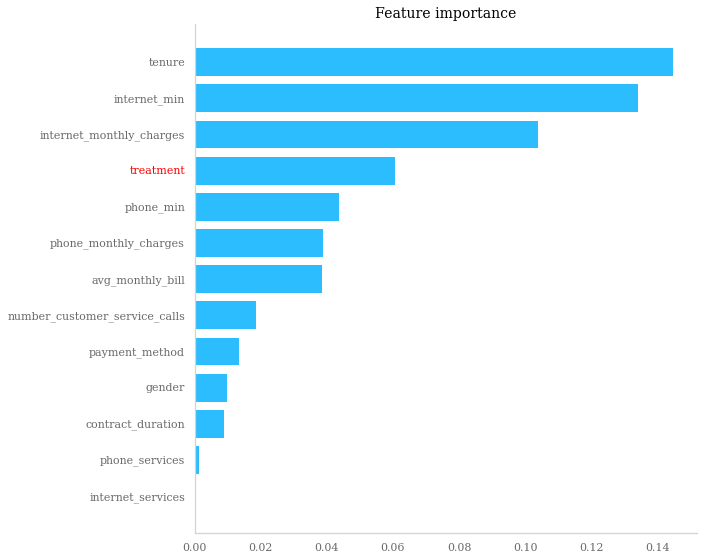 Feature importance
tenure
internet_min
internet_monthly_charges
treatment
phone_min
phone_monthly_charges
avg_monthly_bill
number_customer_service_calls
payment_method
gender
contract_duration
phone_services
internet_services
0.00 0.02 0.04 0.06 0.08 0.10 0.12 0.14